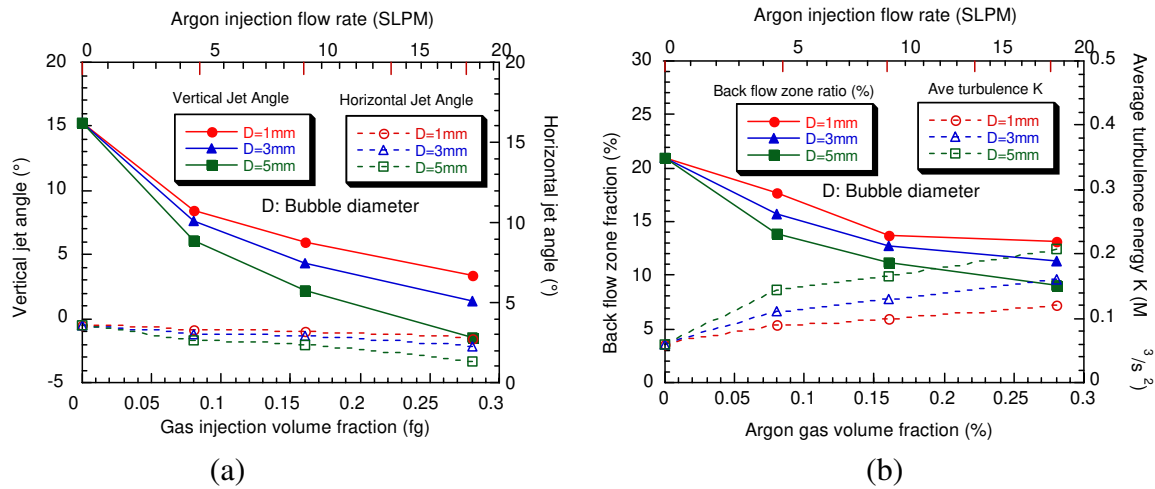 (a)
Argon injection flow rate (SLPM)
0 5 10 15 20
Vertical jet angle (°)
20
15
10
5
0
-5
Vertical Jet Angle
D=1mm
D=3mm
D=5mm
Horizontal Jet Angle
D=1mm
D=3mm
D=5mm
D: Bubble diameter
20
15
10
5
0
Horizontal jet angle (°)
0 0.05 0.1 0.15 0.2 0.25 0.3
Gas injection volume fraction (fg)
(a)
(b)
Argon injection flow rate (SLPM)
0 5 10 15 20
Back flow zone fraction (%)
30
25
20
15
10
5
0
Back flow zone ratio (%)
D=1mm
D=3mm
D=5mm
Ave turbulence K
D=1mm
D=3mm
D=5mm
D: Bubble diameter
0.5
0.4
0.3
0.2
0.1
0
Average turbulence energy K (M
3/s2)
0 0.05 0.1 0.15 0.2 0.25 0.3
Argon gas volume fraction (%)
(b)